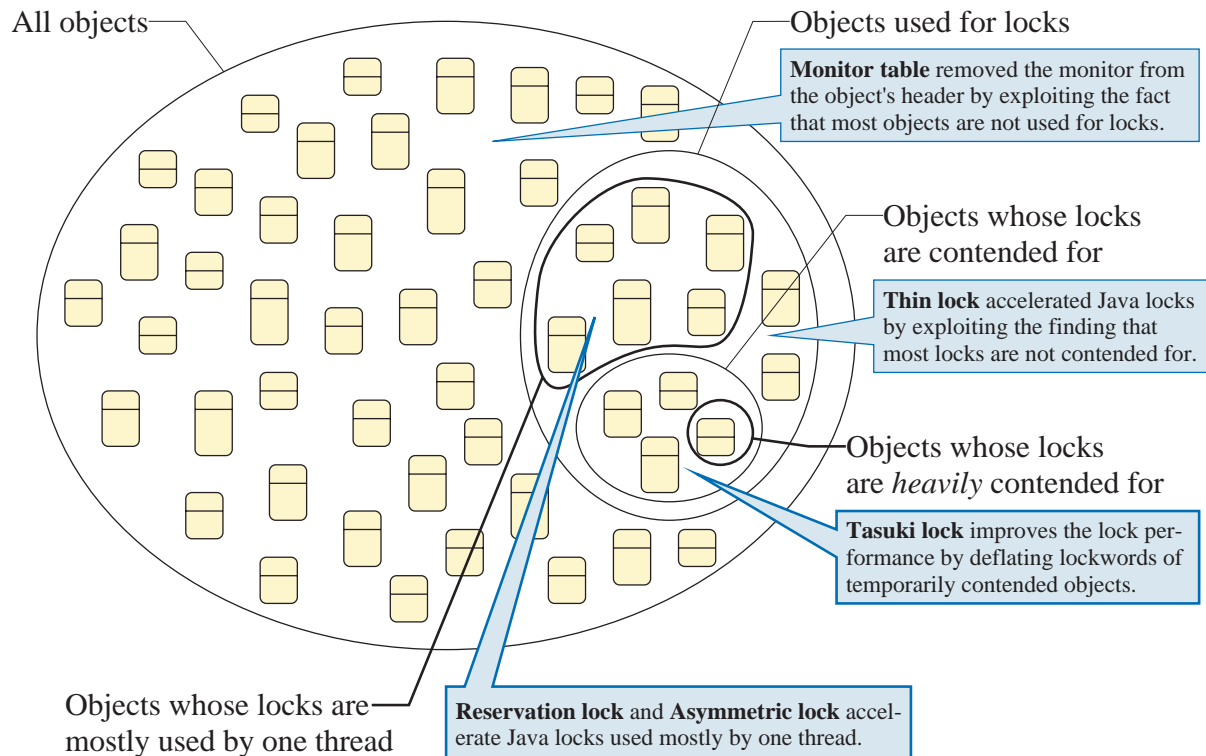 All objects
Objects used for locks
Monitor table removed the monitor from
the object's header by exploiting the fact
that most objects are not used for locks.
Objects whose locks
are contended for
Thin lock accelerated Java locks
by exploiting the finding that
most locks are not contended for.
Objects whose locks
are heavily contended for
Tasuki lock improves the lock per-
formance by deflating lockwords of
temporarily contended objects.
Objects whose locks are
mostly used by one thread
Reservation lock and Asymmetric lock accel-
erate Java locks used mostly by one thread.